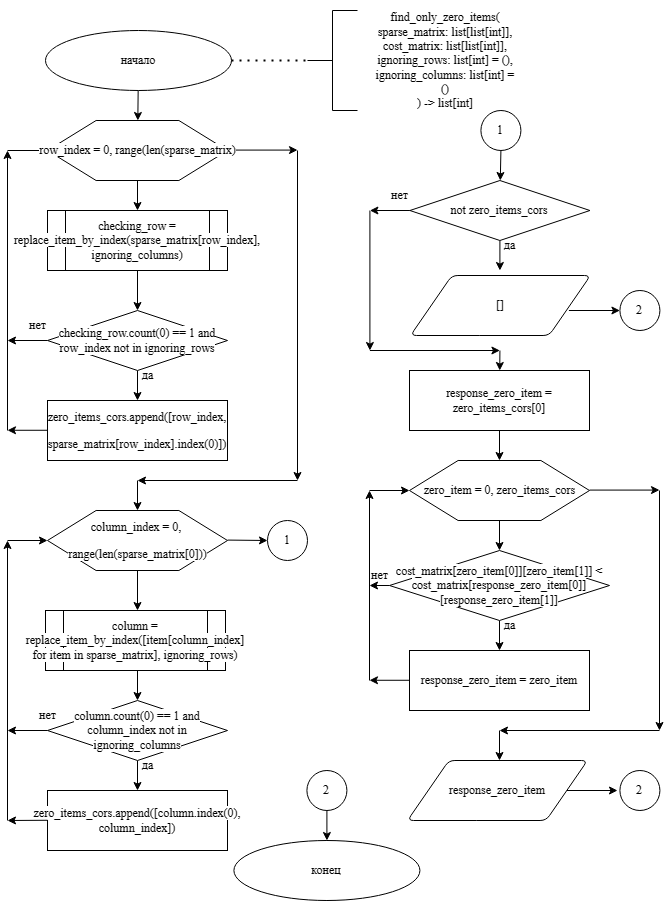 начало
find_only_zero_items(
sparse_matrix: list[list[int]],
cost_matrix: list[list[int]],
ignoring_rows: list[int] = (),
ignoring_columns: list[int] =
()
) -> list[int]
row_index = 0, range(len(sparse_matrix)
checking_row =
replace_item_by_index(sparse_matrix[row_index],
ignoring_columns)
нет
checking_row.count(0) == 1 and
row_index not in ignoring_rows
да
zero_items_cors.append([row_index,
sparse_matrix[row_index].index(0)])
column_index = 0,
range(len(sparse_matrix[0]))
1
column =
replace_item_by_index([item[column_index]
for item in sparse_matrix], ignoring_rows)
нет
column.count(0) == 1 and
column_index not in
ignoring_columns
да
zero_items_cors.append([column.index(0),
column_index])
1
нет
not zero_items_cors
да
[]
2
response_zero_item =
zero_items_cors[0]
zero_item = 0, zero_items_cors
нет
cost_matrix[zero_item[0]][zero_item[1]] <
cost_matrix[response_zero_item[0]]
[response_zero_item[1]]
да
response_zero_item = zero_item
response_zero_item
2
2
конец